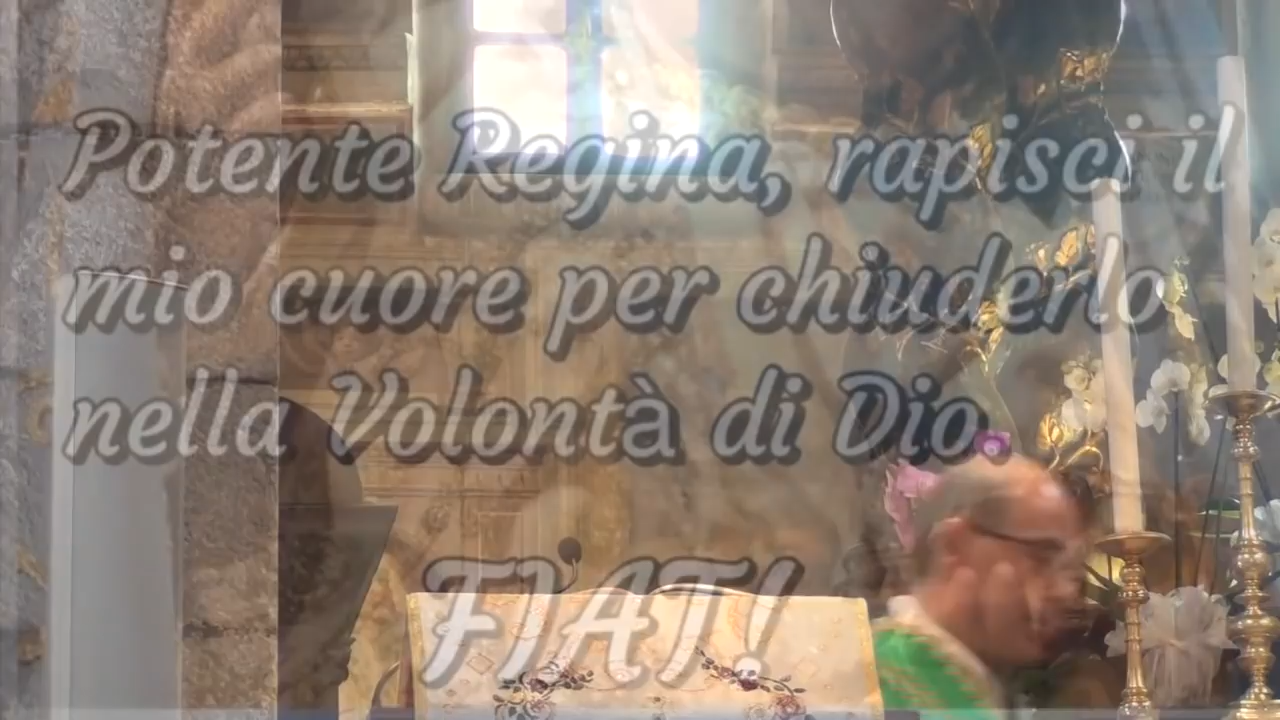 Potente Regina, rapisci il
mio cuore per chiuderlo
nella Volontà di Dio.
FIAT!